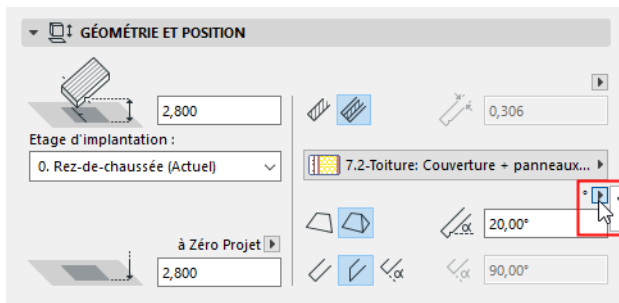 GÉOMÉTRIE ET POSITION
2,800
0,306
Etage d'implantation :
0. Rez-de-chaussée (Actuel)
7.2-Toiture: Couverture + panneaux...
°
α
20,00°
à Zéro Projet
2,800
α
α
90,00°